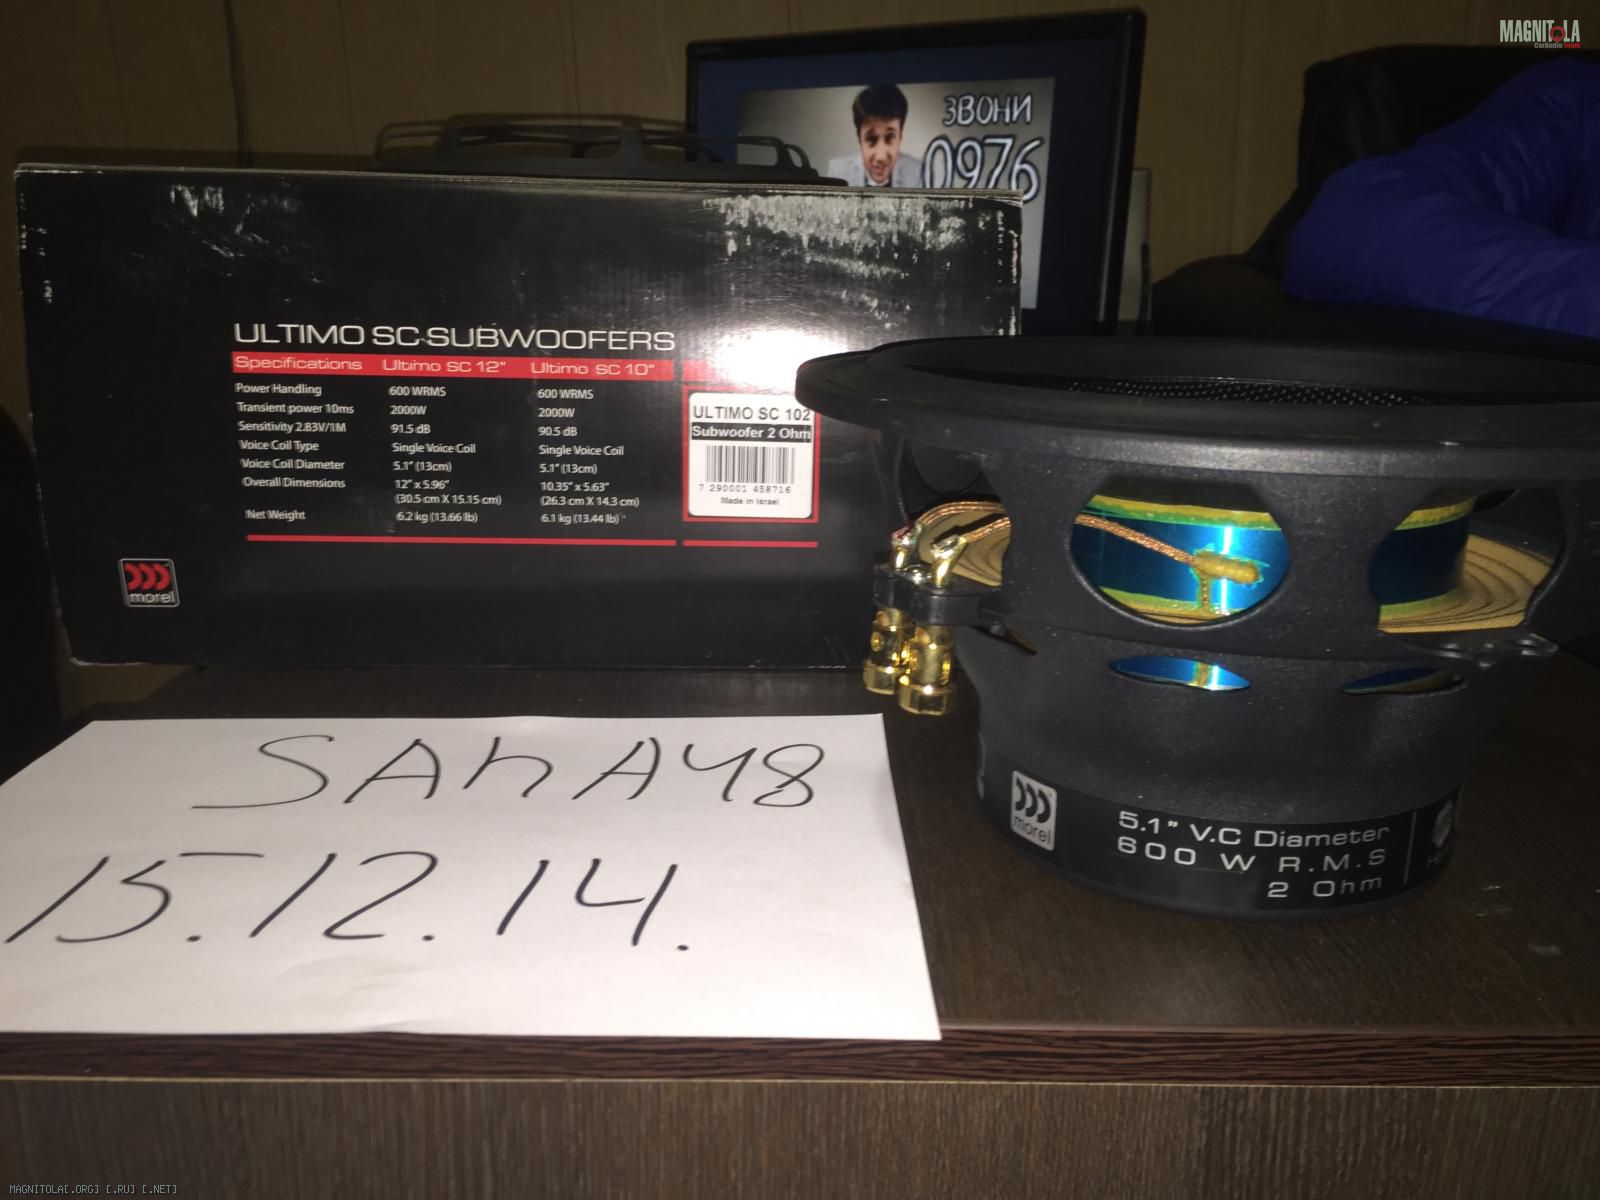 MAGNITOLA
CarAudio Team
ЗВОНИ
0976
ULTIMO SC SUBWOOFERS
Specifications Ultimo SC 12" Ultimo SC 10"
Power Handling 600 WRMS 600 WRMS
Transient power 10ms 2000W 2000W
Sensitivity 2.83V/1M 91.5 dB 90.5 dB
Voice Coil Type Single Voice Coil Single Voice Coil
Voice Coil Diameter 5.1" (13cm) 5.1" (13cm)
Overall Dimensions 12" x 5.96" 10.35" x 5.63"
(30.5 cm X 15.15 cm) (26.3 cm X 14.3 cm)
Net Weight 6.2 kg (13.66 lb) 6.1 kg (13.44 lb)
ULTIMO SC 102
Subwoofer 2 Ohm
7 290001 458716
Made in Israel
morel
SAhA48
15.12.14.
morel
5.1" V.C Diameter
600 W R.M.S
2 Ohm
MAGNITOLA[.ORG] [.RU] [.NET]